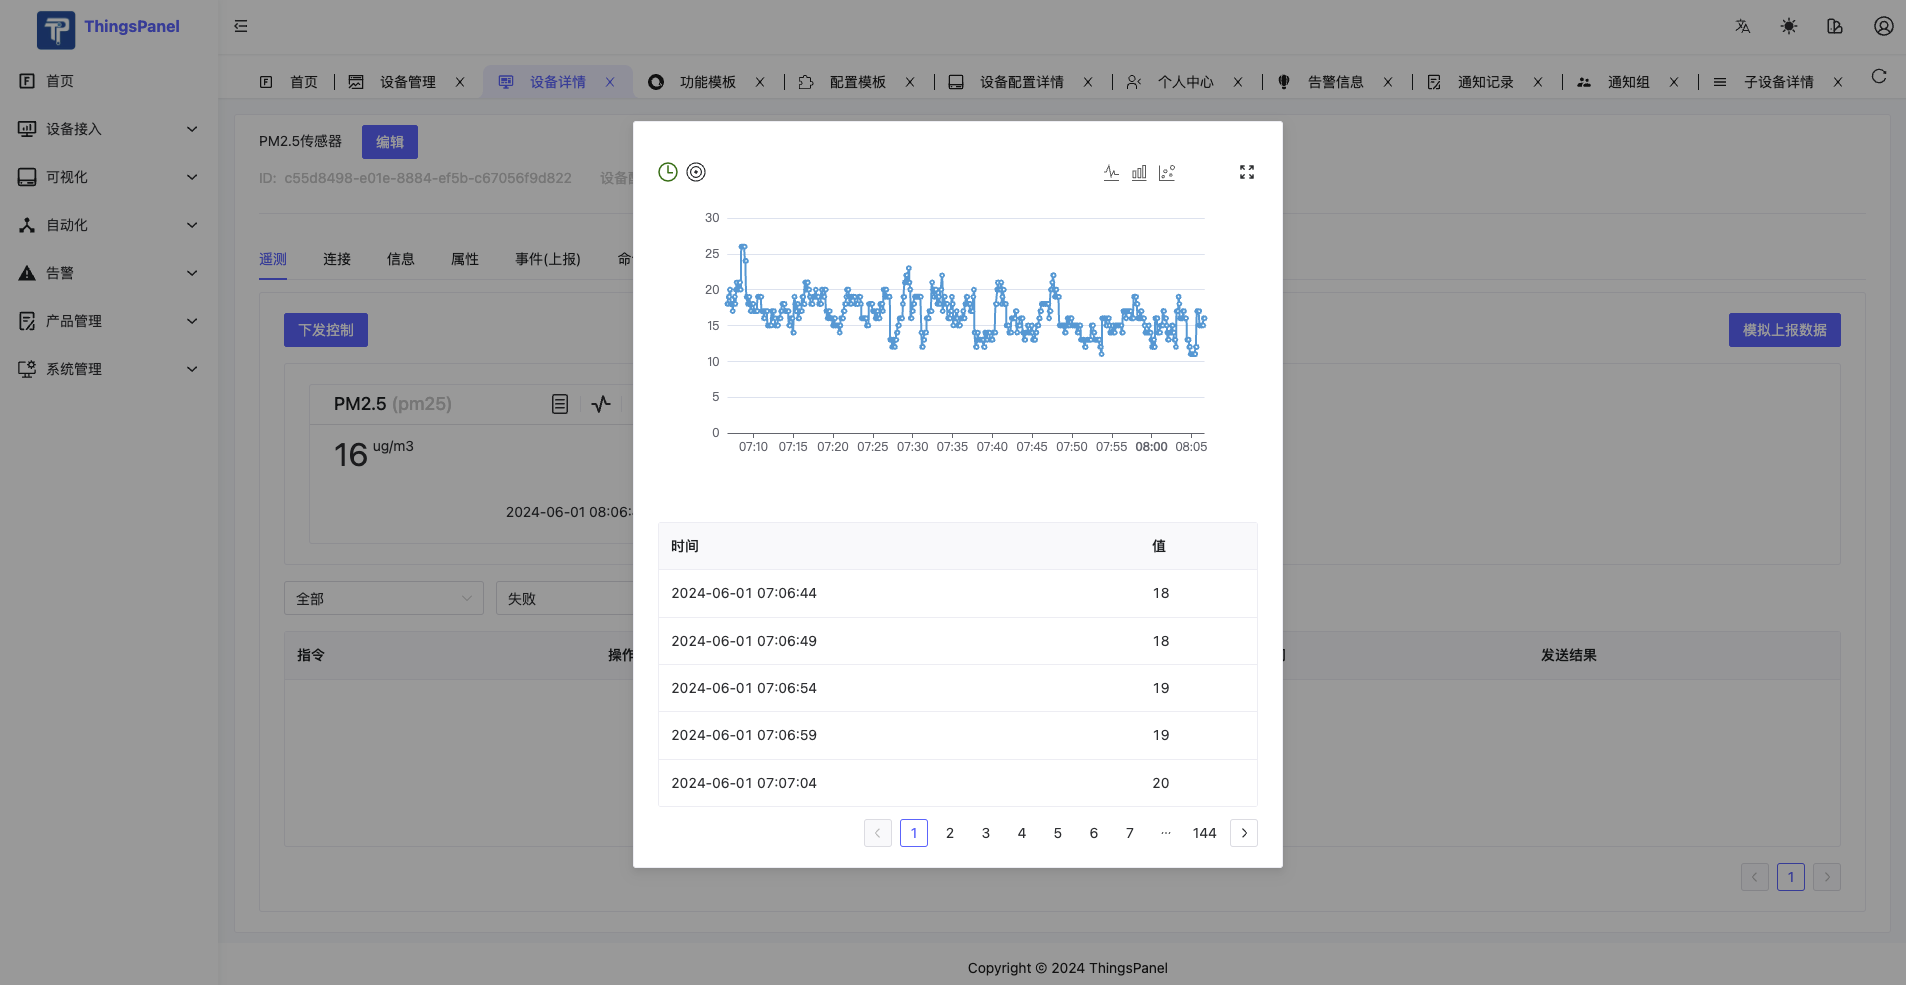 ThingsPanel
首页
设备接入
可视化
自动化
告警
产品管理
系统管理
首页
设备管理
设备详情
功能模板
配置模板
设备配置详情
个人中心
告警信息
通知记录
通知组
子设备详情
PM2.5传感器
编辑
ID: c55d8498-e01e-8884-ef5b-c67056f9d822
设备
遥测
连接
信息
属性
事件(上报)
下发控制
模拟上报数据
PM2.5 (pm25)
16 ug/m3
2024-06-01 08:06:
全部
失败
指令
操作
发送结果
30
25
20
15
10
5
0
07:10 07:15 07:20 07:25 07:30 07:35 07:40 07:45 07:50 07:55 08:00 08:05
时间 值
2024-06-01 07:06:44 18
2024-06-01 07:06:49 18
2024-06-01 07:06:54 19
2024-06-01 07:06:59 19
2024-06-01 07:07:04 20
1 2 3 4 5 6 7 ... 144
1
Copyright © 2024 ThingsPanel